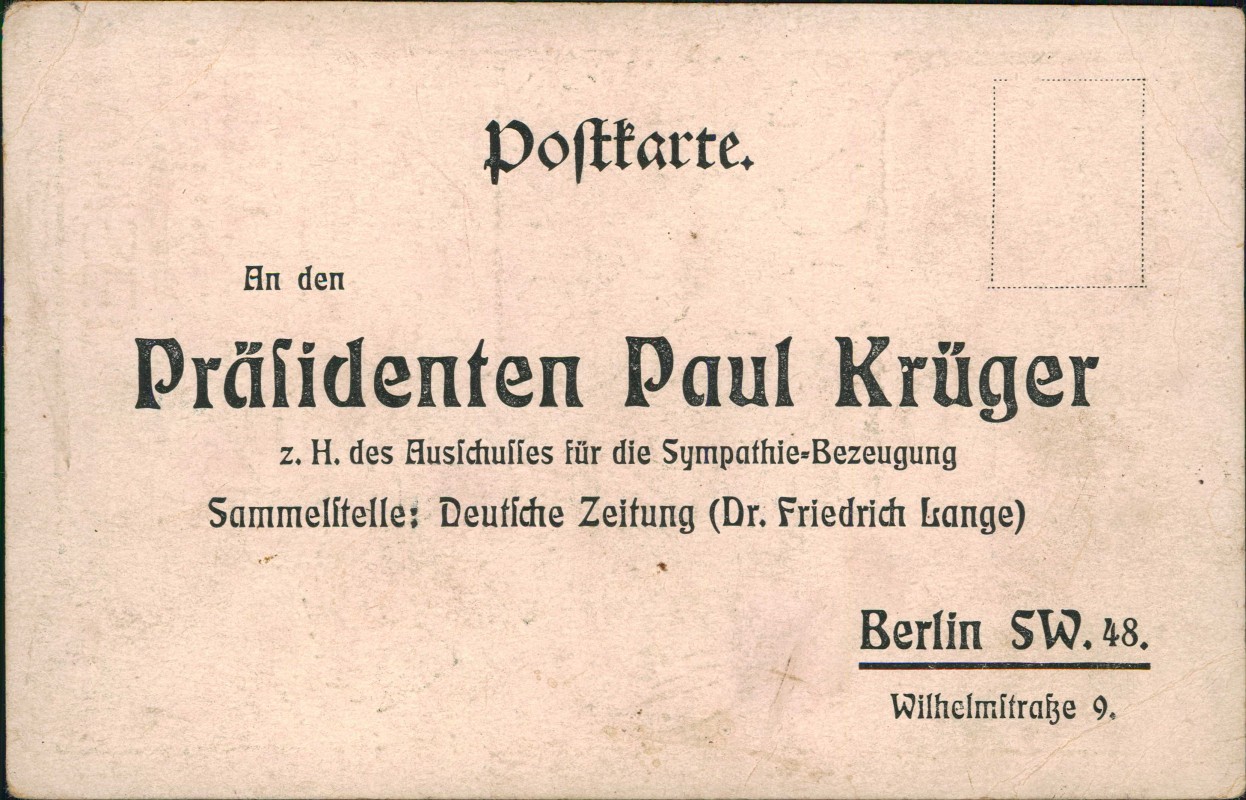 Poſtkarte.
An den
Präſidenten Paul Krüger
z. H. des Ausſchuſſes für die Sympathie-Bezeugung
Sammelſtelle: Deutſche Zeitung (Dr. Friedrich Lange)
Berlin SW. 48.
Wilhelmſtraße 9.